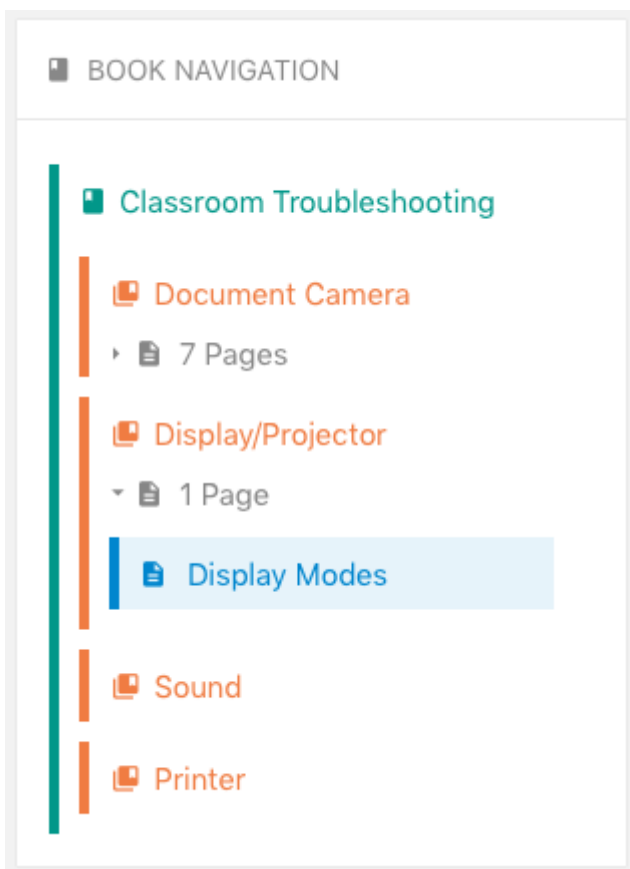 BOOK NAVIGATION
Classroom Troubleshooting
Document Camera
7 Pages
Display/Projector
1 Page
Display Modes
Sound
Printer